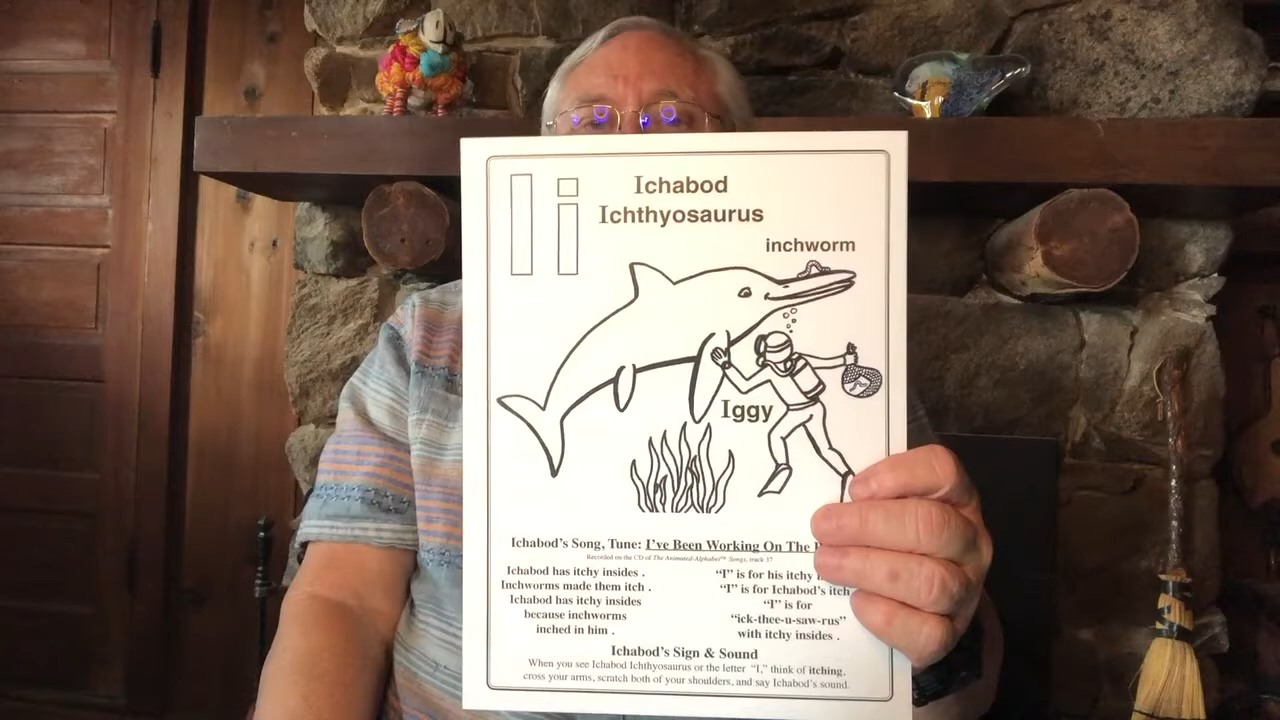 I i
Ichabod
Ichthyosaurus
inchworm
Iggy
Ichabod's Song, Tune: I've Been Working On The
Recorded on the CD of The Animated-Alphabet™ Songs, track 37
Ichabod has itchy insides .
Inchworms made them itch .
Ichabod has itchy insides
because inchworms
inched in him .
"I" is for his itchy
"I" is for Ichabod's itch
"I" is for
"ick-thee-u-saw-rus"
with itchy insides .
Ichabod's Sign & Sound
When you see Ichabod Ichthyosaurus or the letter "I," think of itching,
cross your arms, scratch both of your shoulders, and say Ichabod's sound.